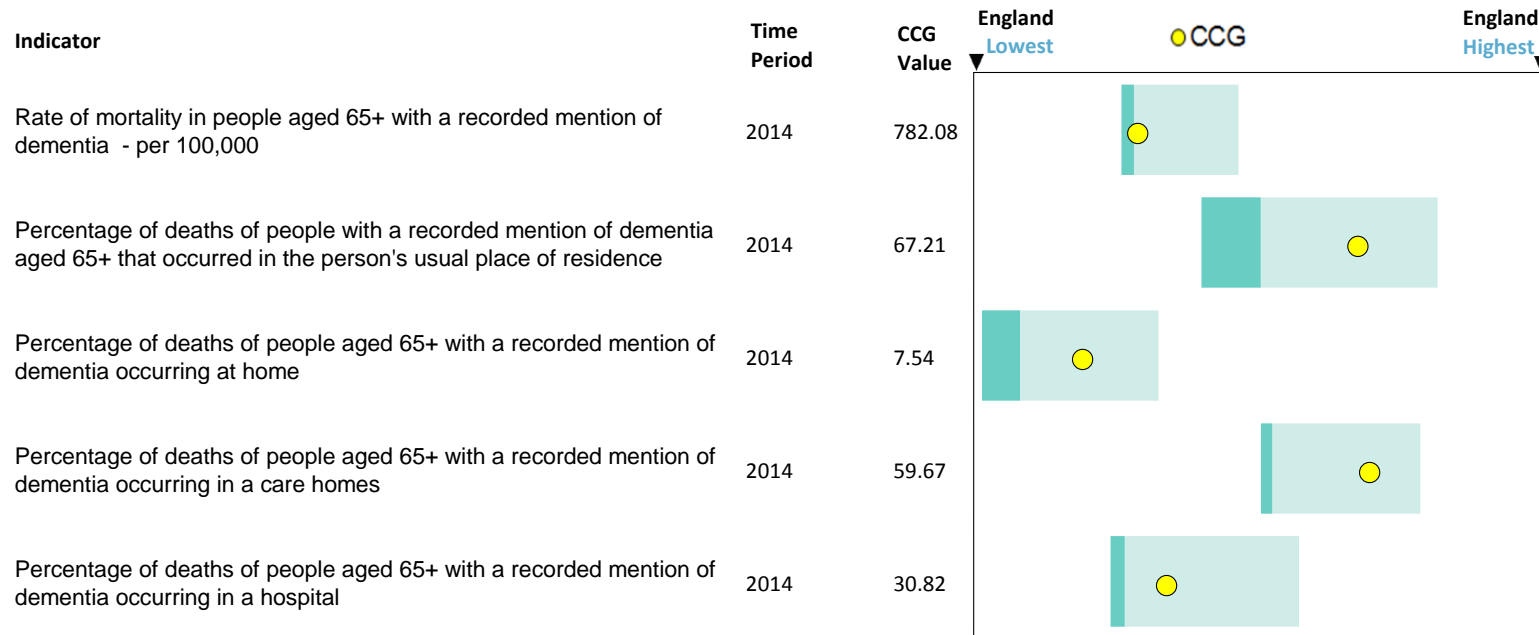 Indicator
Time
Period
CCG
Value
England
Lowest
CCG
England
Highest
Rate of mortality in people aged 65+ with a recorded mention of
dementia - per 100,000
2014
782.08
Percentage of deaths of people with a recorded mention of dementia
aged 65+ that occurred in the person's usual place of residence
2014
67.21
Percentage of deaths of people aged 65+ with a recorded mention of
dementia occurring at home
2014
7.54
Percentage of deaths of people aged 65+ with a recorded mention of
dementia occurring in a care homes
2014
59.67
Percentage of deaths of people aged 65+ with a recorded mention of
dementia occurring in a hospital
2014
30.82